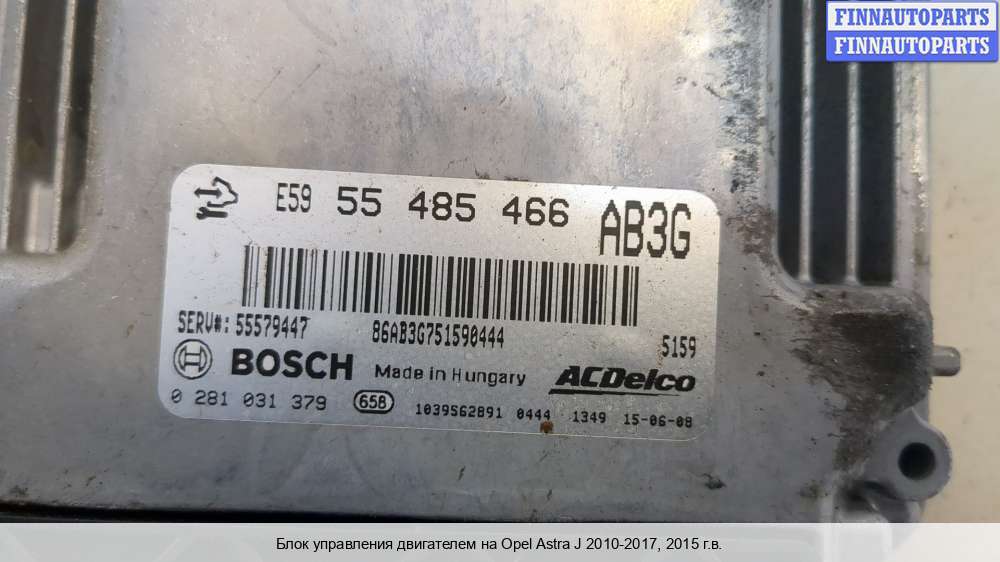 FINNAUTOPARTS
FINNAUTOPARTS
E59 55 485 466 AB3G
SERV#: 55579447 86AB3G751590444 5159
BOSCH Made in Hungary ACDelco
0 281 031 379 658 1039S62891 0444 1349 15-06-08
Блок управления двигателем на Opel Astra J 2010-2017, 2015 г.в.